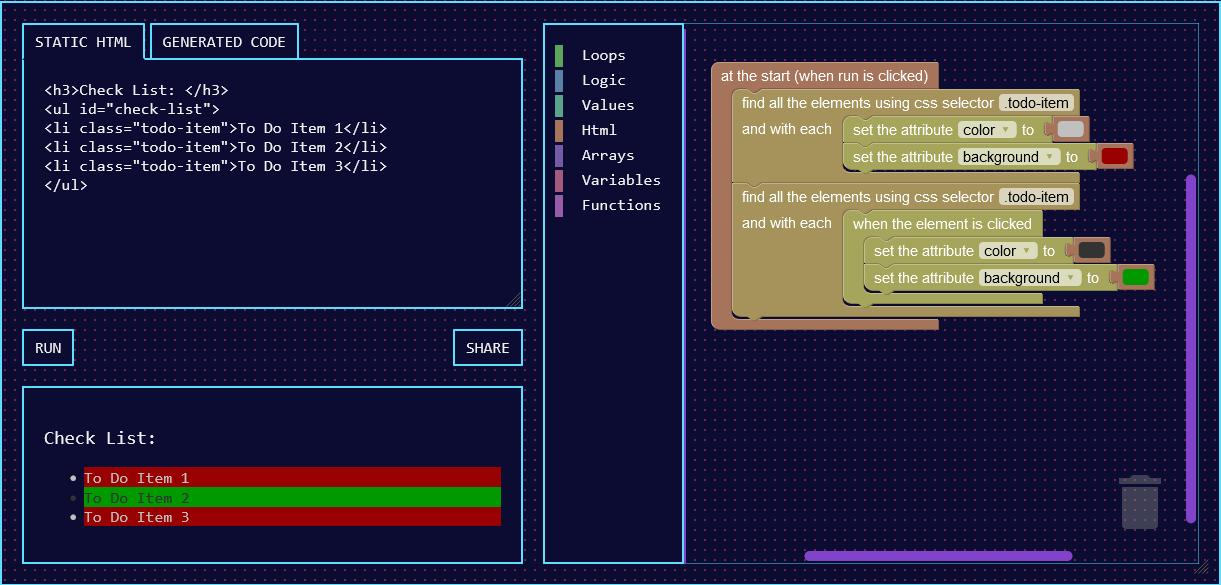 STATIC HTML
GENERATED CODE
<h3>Check List: </h3>
<ul id="check-list">
<li class="todo-item">To Do Item 1</li>
<li class="todo-item">To Do Item 2</li>
<li class="todo-item">To Do Item 3</li>
</ul>
RUN
SHARE
Check List:
To Do Item 1
To Do Item 2
To Do Item 3
Loops
Logic
Values
Html
Arrays
Variables
Functions
at the start (when run is clicked)
find all the elements using css selector .todo-item
and with each set the attribute color to
set the attribute background to
find all the elements using css selector .todo-item
and with each when the element is clicked
set the attribute color to
set the attribute background to